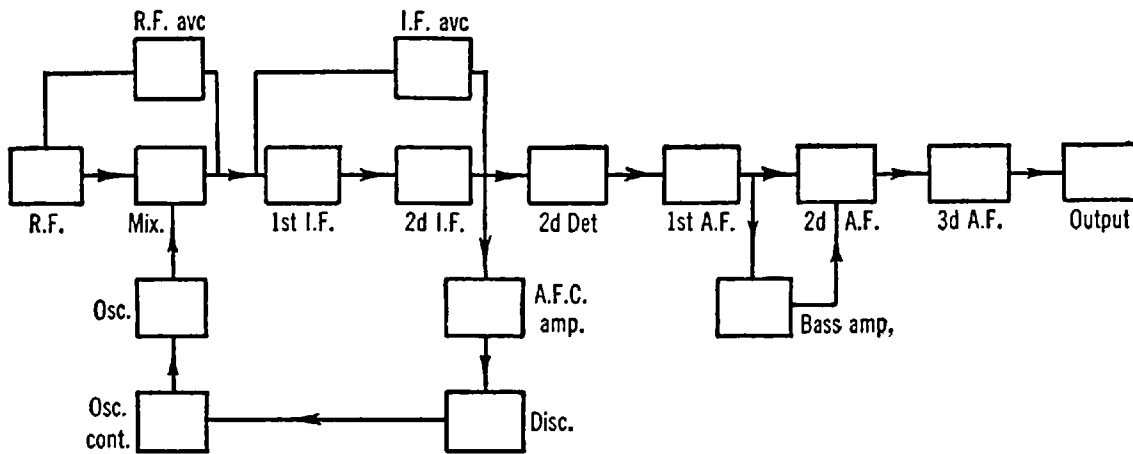 R.F. avc
I.F. avc
R.F.
Mix.
1st I.F.
2d I.F.
2d Det
1st A.F.
2d A.F.
3d A.F.
Output
Osc.
A.F.C.
amp.
Bass amp,
Osc.
cont.
Disc.